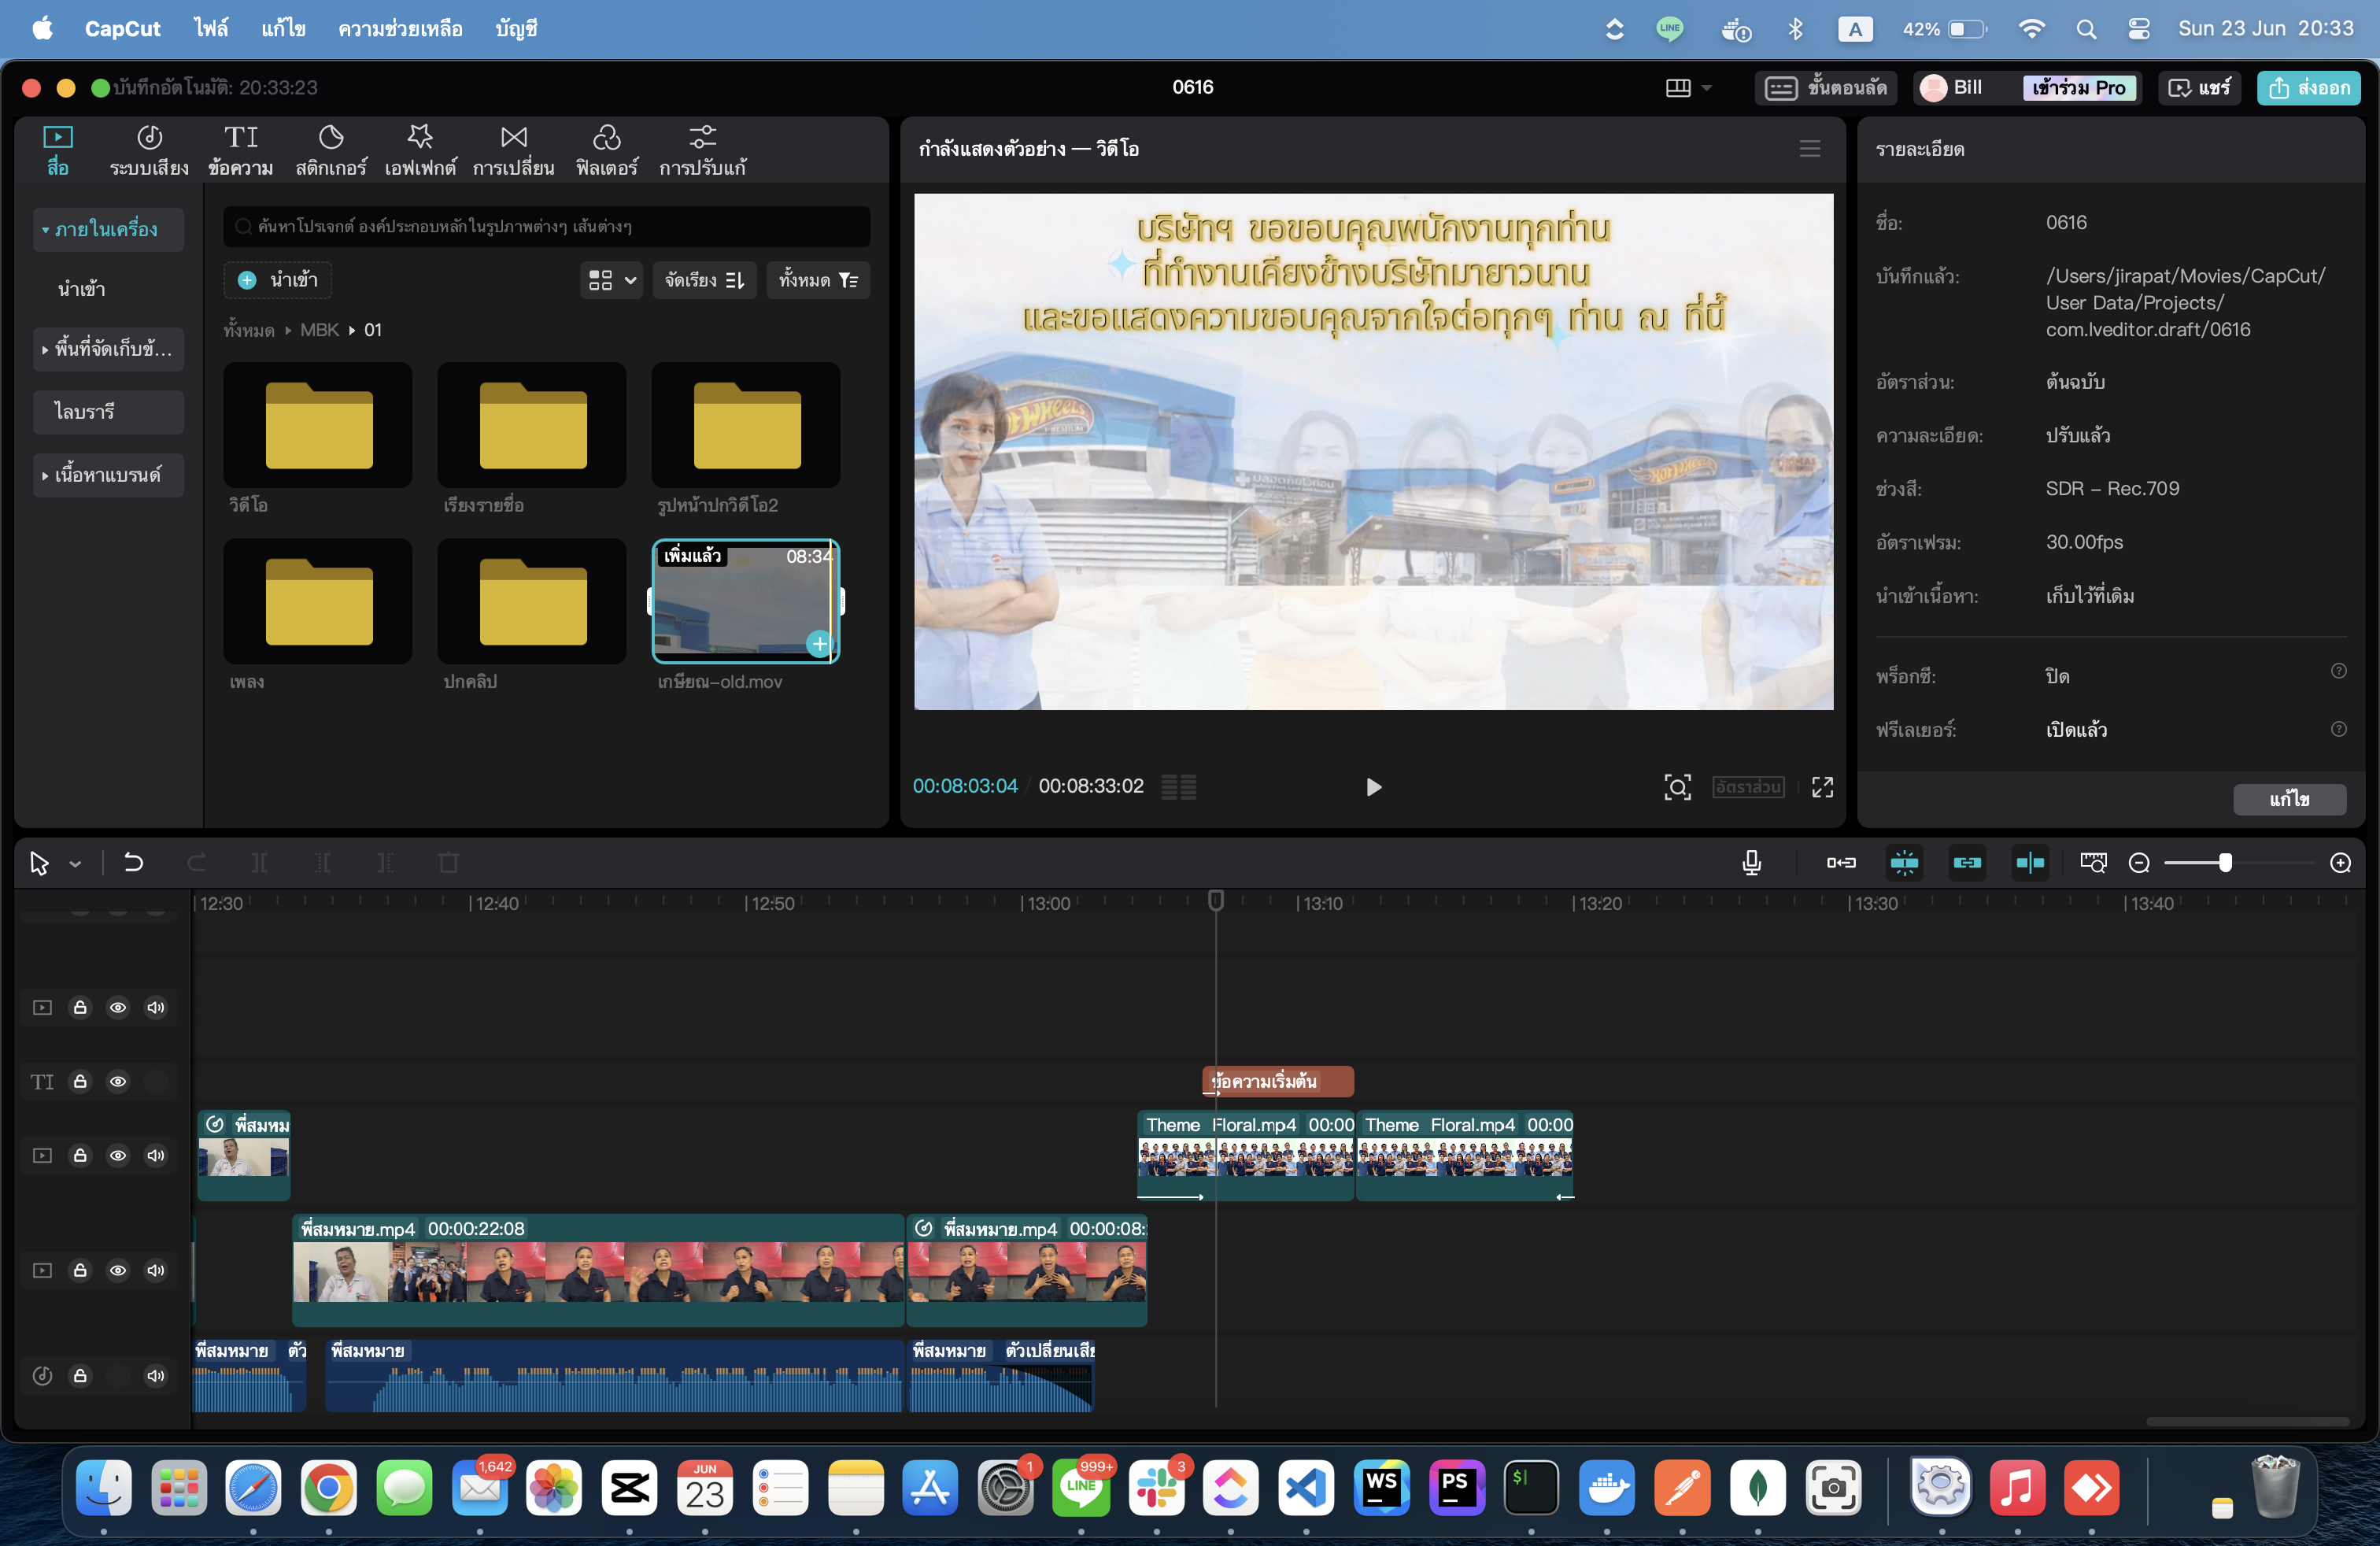 CapCut ไฟล์ แก้ไข ความช่วยเหลือ บัญชี
LINE
A
42%
Sun 23 Jun 20:33
บันทึกอัตโนมัติ: 20:33:23
0616
ขั้นตอนลัด
Bill
เข้าร่วม Pro
แชร์
ส่งออก
สื่อ
ระบบเสียง
ข้อความ
สติกเกอร์
เอฟเฟกต์
การเปลี่ยน
ฟิลเตอร์
การปรับแก้
ภายในเครื่อง
นำเข้า
พื้นที่จัดเก็บข้...
ไลบรารี
เนื้อหาแบรนด์
ค้นหาโปรเจกต์ องค์ประกอบหลักในรูปภาพต่างๆ เส้นต่างๆ
นำเข้า
จัดเรียง
ทั้งหมด
ทั้งหมด MBK 01
วิดีโอ
เรียงรายชื่อ
รูปหน้าปกวิดีโอ2
เพลง
ปกคลิป
เพิ่มแล้ว 08:34
เกษียณ-old.mov
กำลังแสดงตัวอย่าง — วิดีโอ
บริษัทฯ ขอขอบคุณพนักงานทุกท่าน
ที่ทำงานเคียงข้างบริษัทมายาวนาน
และขอแสดงความขอบคุณจากใจต่อทุกๆ ท่าน ณ ที่นี้
HOT WHEELS
00:08:03:04 / 00:08:33:02
อัตราส่วน
รายละเอียด
ชื่อ: 0616
บันทึกแล้ว: /Users/jirapat/Movies/CapCut/
User Data/Projects/
com.lveditor.draft/0616
อัตราส่วน: ต้นฉบับ
ความละเอียด: ปรับแล้ว
ช่วงสี: SDR - Rec.709
อัตราเฟรม: 30.00fps
นำเข้าเนื้อหา: เก็บไว้ที่เดิม
พร็อกซี: ปิด
ฟรีเลเยอร์: เปิดแล้ว
แก้ไข
12:30 12:40 12:50 13:00 13:10 13:20 13:30 13:40
TI
ข้อความเริ่มต้น
พี่สมหม
Theme Floral.mp4 00:00
Theme Floral.mp4 00:00
พี่สมหมาย.mp4 00:00:22:08
พี่สมหมาย.mp4 00:00:08:
พี่สมหมาย ตัว
พี่สมหมาย
พี่สมหมาย ตัวเปลี่ยนเสีย
1,642
JUN
23
1
999+
LINE
3
WS
PS
$